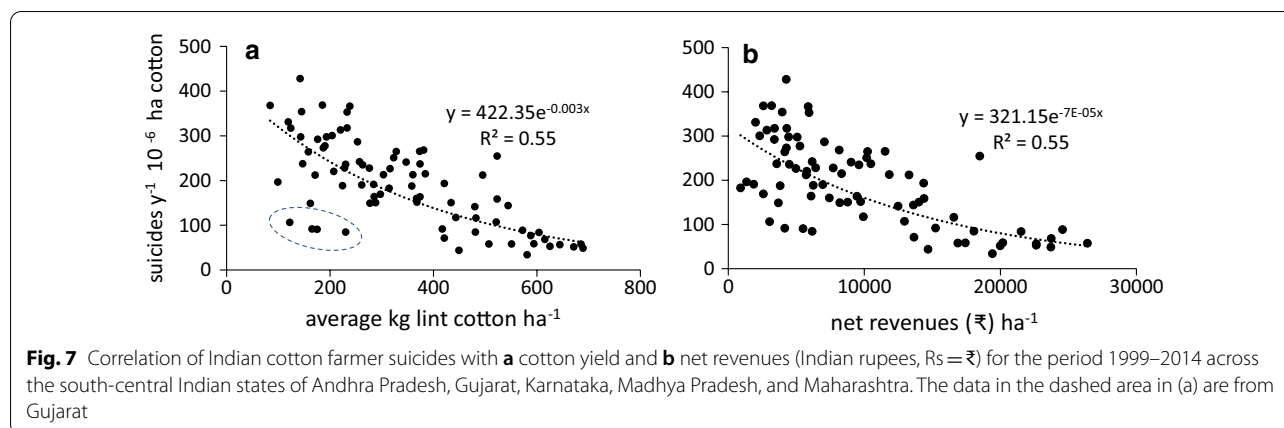 a
b
500
400
300
200
100
0
suicides y⁻¹ 10⁻⁶ ha cotton
y = 422.35e^-0.003x
R² = 0.55
0 200 400 600 800
average kg lint cotton ha⁻¹
500
400
300
200
100
0
y = 321.15e^-7E-05x
R² = 0.55
0 10000 20000 30000
net revenues (₹) ha⁻¹
Fig. 7 Correlation of Indian cotton farmer suicides with a cotton yield and b net revenues (Indian rupees, Rs = ₹) for the period 1999–2014 across
the south-central Indian states of Andhra Pradesh, Gujarat, Karnataka, Madhya Pradesh, and Maharashtra. The data in the dashed area in (a) are from
Gujarat